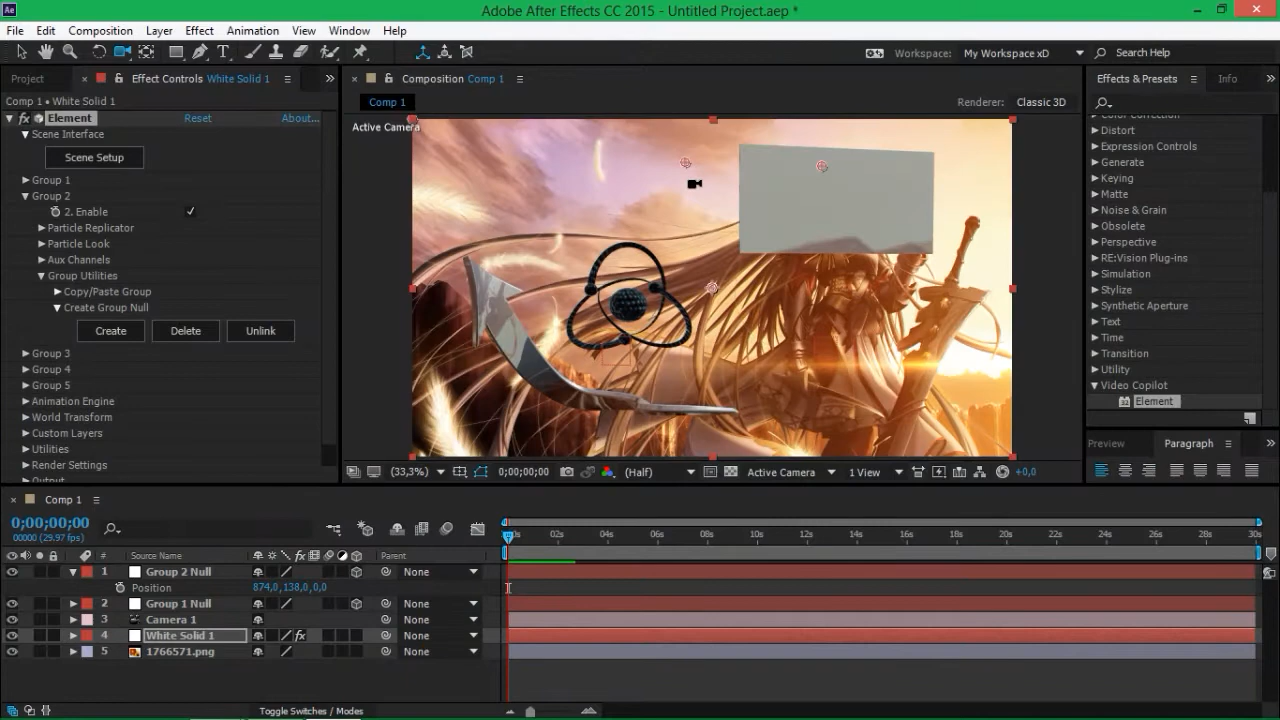 Ae Adobe After Effects CC 2015 - Untitled Project.aep *
File Edit Composition Layer Effect Animation View Window Help
Workspace: My Workspace xD Search Help
Project Effect Controls White Solid 1
Comp 1 • White Solid 1
fx Element Reset About...
Scene Interface
Scene Setup
Group 1
Group 2
2. Enable
Particle Replicator
Particle Look
Aux Channels
Group Utilities
Copy/Paste Group
Create Group Null
Create Delete Unlink
Group 3
Group 4
Group 5
Animation Engine
World Transform
Custom Layers
Utilities
Render Settings
Output
Composition Comp 1
Comp 1
Renderer: Classic 3D
Active Camera
(33,3%) 0;00;00;00 (Half) Active Camera 1 View +0,0
Effects & Presets Info
Color Correction
Distort
Expression Controls
Generate
Keying
Matte
Noise & Grain
Obsolete
Perspective
RE:Vision Plug-ins
Simulation
Stylize
Synthetic Aperture
Text
Time
Transition
Utility
Video Copilot
32 Element
Preview Paragraph
Comp 1
0;00;00;00
00000 (29.97 fps)
# Source Name fx Parent
02s 04s 06s 08s 10s 12s 14s 16s 18s 20s 22s 24s 26s 28s 30s
1 Group 2 Null None
Position 874,0,138,0,0,0
2 Group 1 Null None
3 Camera 1 None
4 White Solid 1 fx None
5 1766571.png None
Toggle Switches / Modes